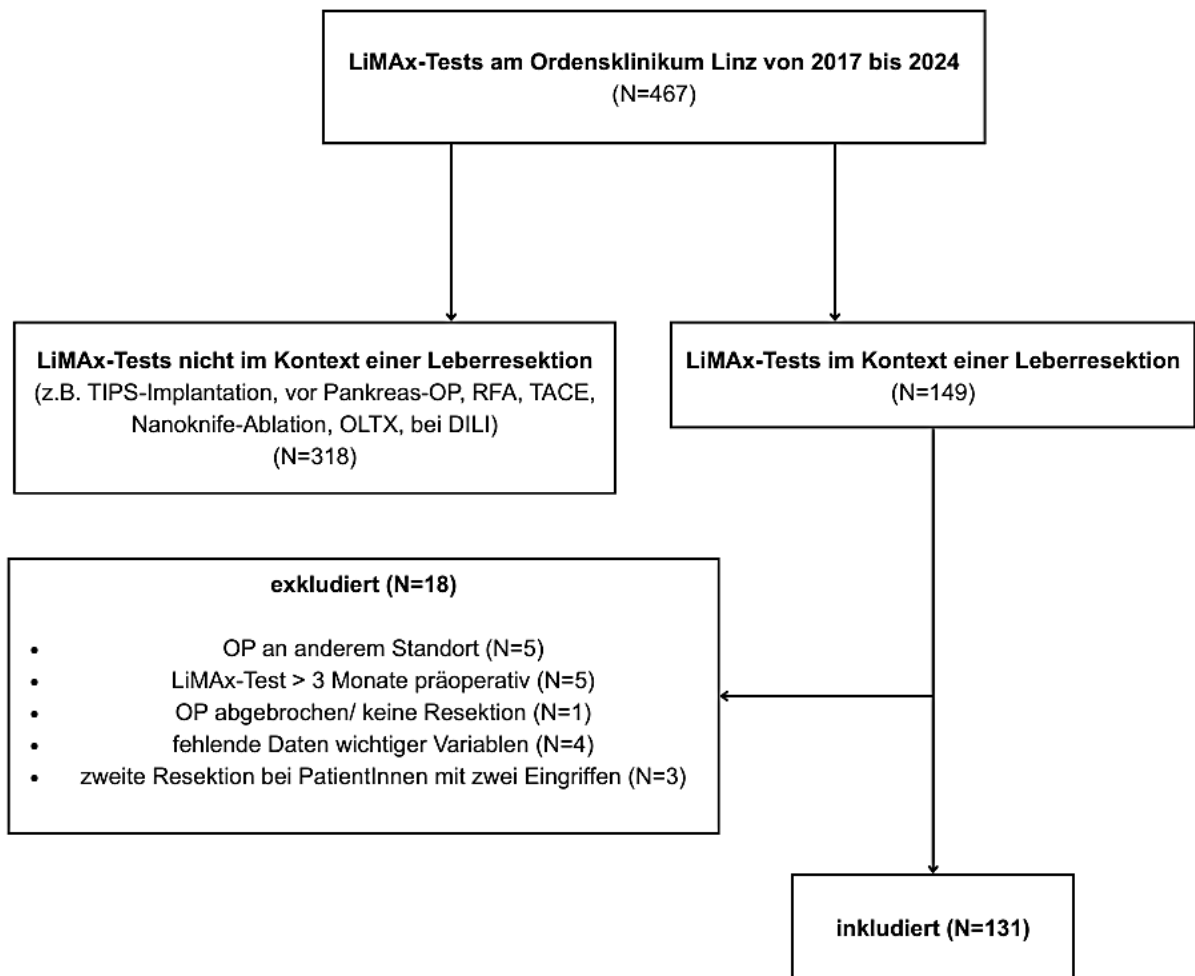 LiMAx-Tests am Ordensklinikum Linz von 2017 bis 2024
(N=467)
LiMAx-Tests nicht im Kontext einer Leberresektion
(z.B. TIPS-Implantation, vor Pankreas-OP, RFA, TACE,
Nanoknife-Ablation, OLTX, bei DILI)
(N=318)
LiMAx-Tests im Kontext einer Leberresektion
(N=149)
exkludiert (N=18)
• OP an anderem Standort (N=5)
• LiMAx-Test > 3 Monate präoperativ (N=5)
• OP abgebrochen/ keine Resektion (N=1)
• fehlende Daten wichtiger Variablen (N=4)
• zweite Resektion bei PatientInnen mit zwei Eingriffen (N=3)
inkludiert (N=131)